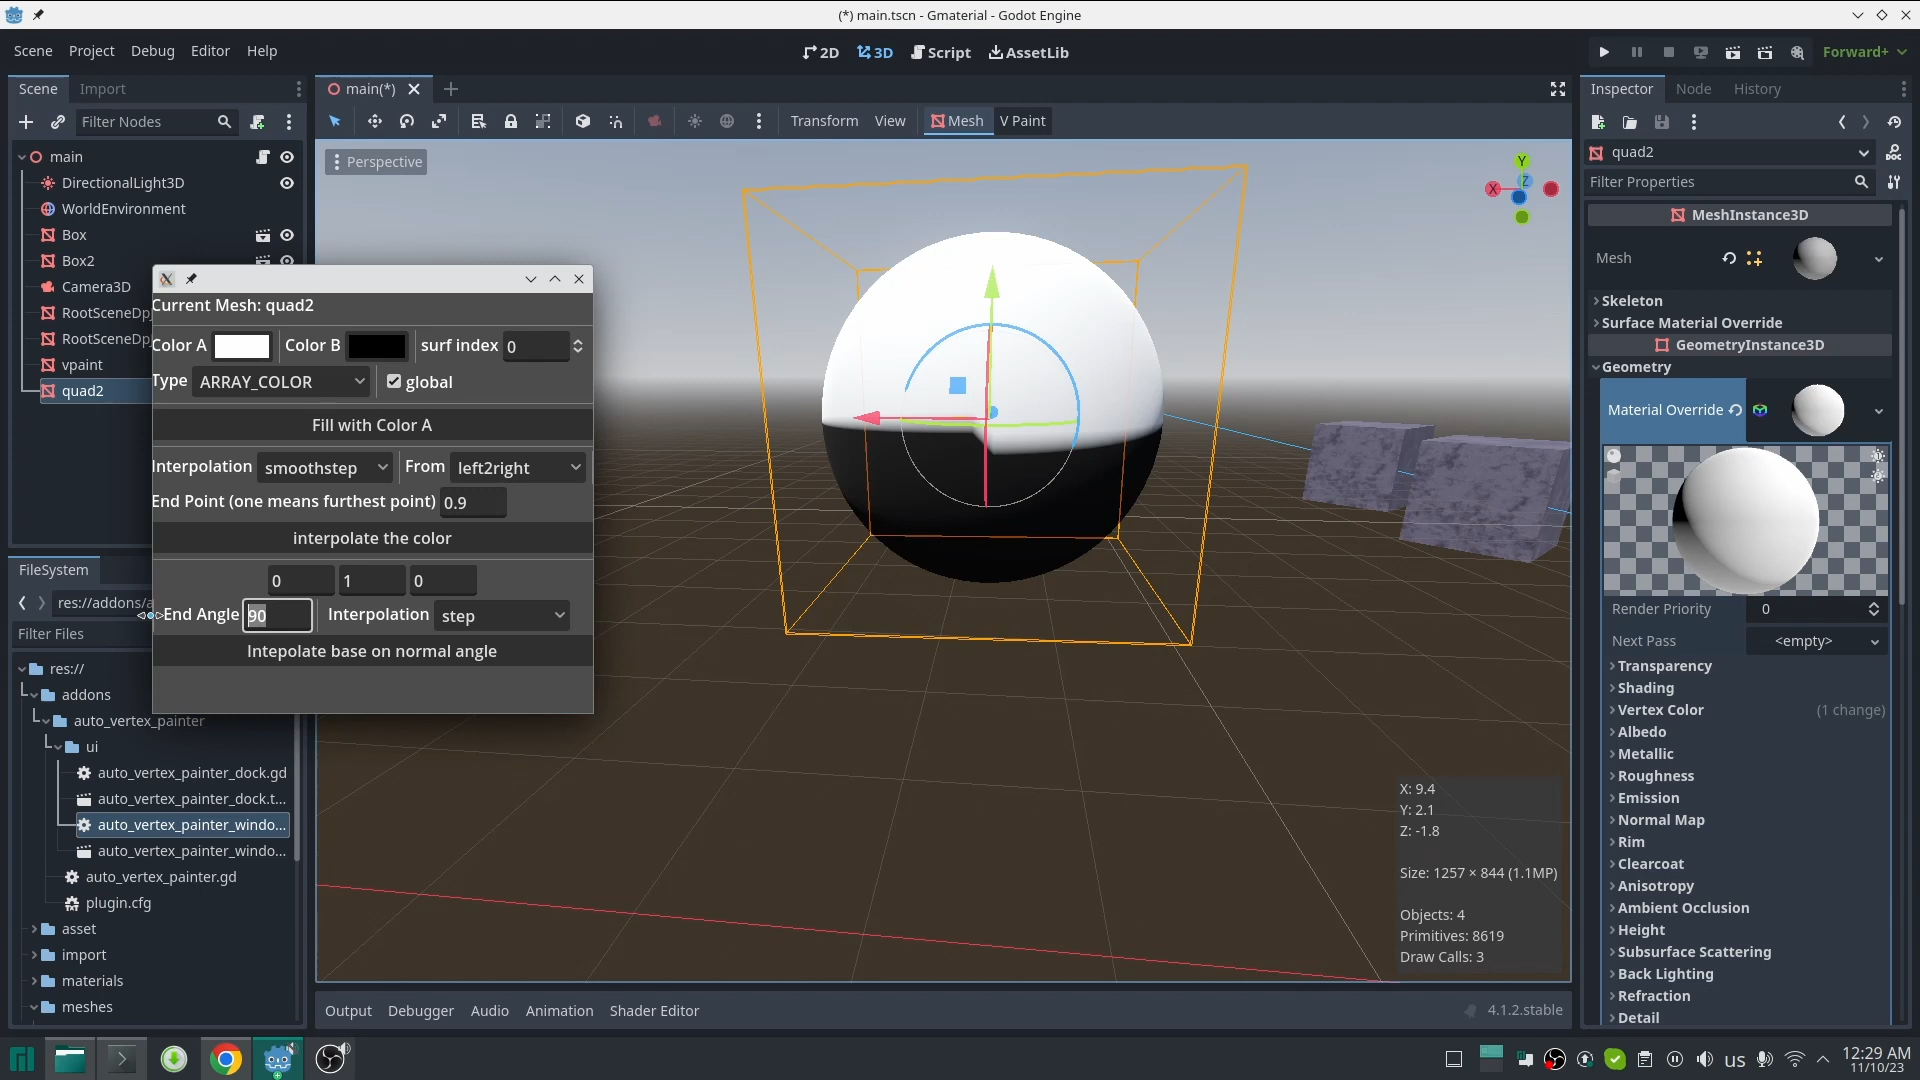 (*) main.tscn - Gmaterial - Godot Engine
Scene Project Debug Editor Help
2D 3D Script AssetLib
Forward+
Scene Import
Filter Nodes
main
DirectionalLight3D
WorldEnvironment
Box
Box2
Camera3D
RootSceneDp
RootSceneDp
vpaint
quad2
main(*)
Transform View Mesh V Paint
Perspective
Y
Z
X
Current Mesh: quad2
Color A Color B surf index 0
Type ARRAY_COLOR global
Fill with Color A
Interpolation smoothstep From left2right
End Point (one means furthest point) 0.9
interpolate the color
0 1 0
End Angle 90 Interpolation step
Intepolate base on normal angle
FileSystem
res://addons/a
Filter Files
res://
addons
auto_vertex_painter
ui
auto_vertex_painter_dock.gd
auto_vertex_painter_dock.t...
auto_vertex_painter_windo...
auto_vertex_painter_windo...
auto_vertex_painter.gd
plugin.cfg
asset
import
materials
meshes
X: 9.4
Y: 2.1
Z: -1.8
Size: 1257 × 844 (1.1MP)
Objects: 4
Primitives: 8619
Draw Calls: 3
Output Debugger Audio Animation Shader Editor
4.1.2.stable
Inspector Node History
quad2
DOC
Filter Properties
MeshInstance3D
Mesh
Skeleton
Surface Material Override
GeometryInstance3D
Geometry
Material Override
Render Priority 0
Next Pass <empty>
Transparency
Shading
Vertex Color (1 change)
Albedo
Metallic
Roughness
Emission
Normal Map
Rim
Clearcoat
Anisotropy
Ambient Occlusion
Height
Subsurface Scattering
Back Lighting
Refraction
Detail
us
12:29 AM
11/10/23